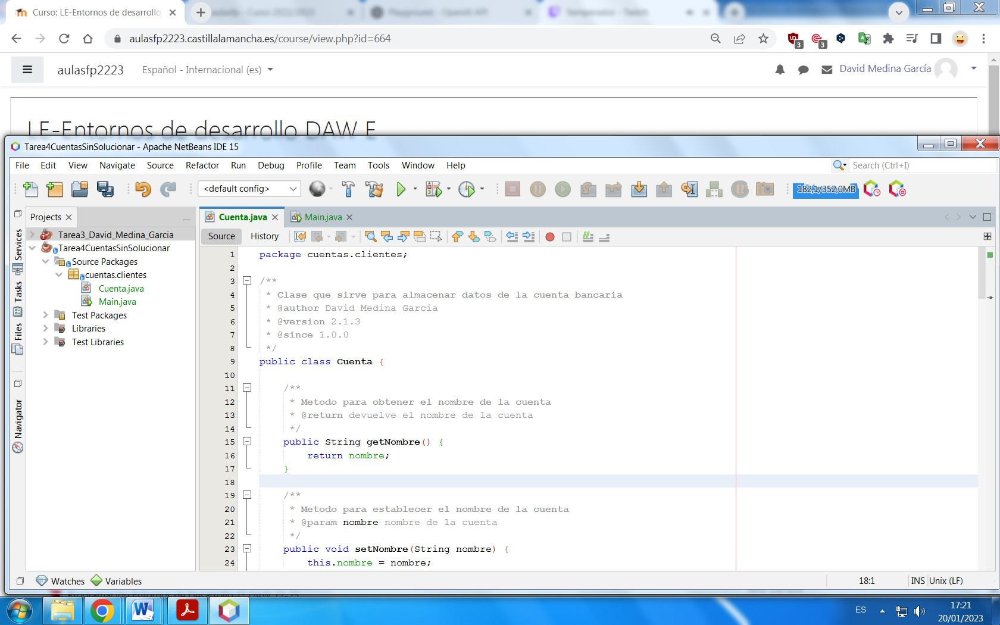 Curso: LE-Entornos de desarrollo
aulasfp2223.castillalamancha.es/course/view.php?id=664
3
3
aulasfp2223
Español - Internacional (es)
David Medina García
LE-Entornos de desarrollo DAW E
Tarea4CuentasSinSolucionar - Apache NetBeans IDE 15
File Edit View Navigate Source Refactor Run Debug Profile Team Tools Window Help
Search (Ctrl+I)
<default config>
182,1/352,0MB
Projects
Cuenta.java
Main.java
Source History
Services
Tasks
Files
Navigator
Tarea3_David_Medina_Garcia
Tarea4CuentasSinSolucionar
Source Packages
cuentas.clientes
Cuenta.java
Main.java
Test Packages
Libraries
Test Libraries
1 package cuentas.clientes;
2
3 /**
4 * Clase que sirve para almacenar datos de la cuenta bancaria
5 * @author David Medina Garcia
6 * @version 2.1.3
7 * @since 1.0.0
8 */
9 public class Cuenta {
10
11 /**
12 * Metodo para obtener el nombre de la cuenta
13 * @return devuelve el nombre de la cuenta
14 */
15 public String getNombre() {
16 return nombre;
17 }
18
19 /**
20 * Metodo para establecer el nombre de la cuenta
21 * @param nombre nombre de la cuenta
22 */
23 public void setNombre(String nombre) {
24 this.nombre = nombre;
Watches
Variables
18:1
INS
Unix (LF)
ES
17:21
20/01/2023